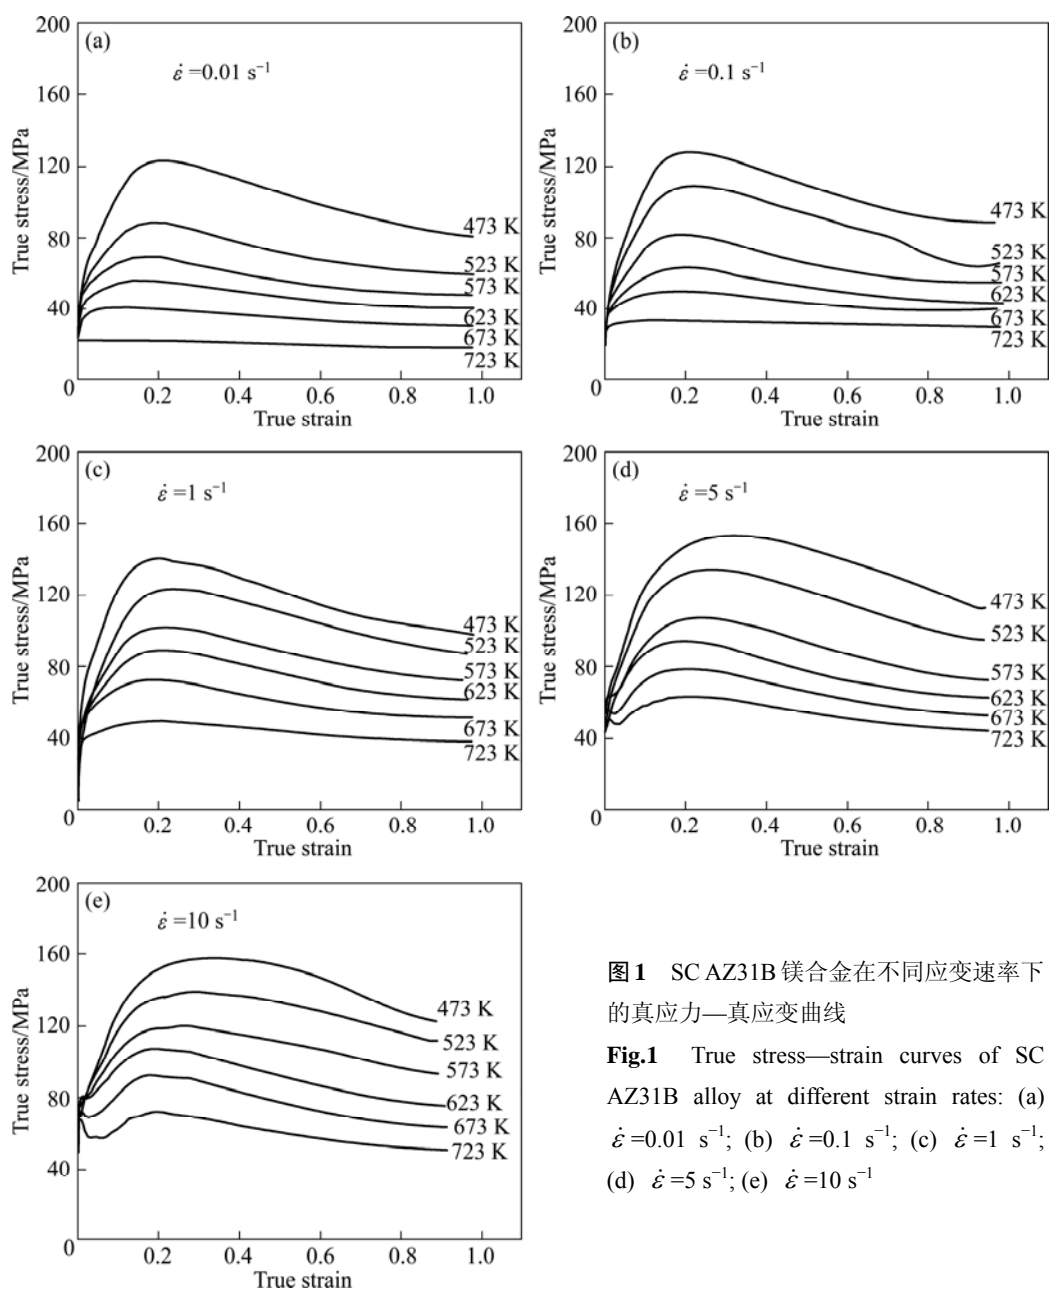 (a)
ε̇ =0.01 s⁻¹
True stress/MPa
200
160
120
80
40
0
473 K
523 K
573 K
623 K
673 K
723 K
0.2 0.4 0.6 0.8 1.0
True strain
(b)
ε̇ =0.1 s⁻¹
True stress/MPa
200
160
120
80
40
0
473 K
523 K
573 K
623 K
673 K
723 K
0.2 0.4 0.6 0.8 1.0
True strain
(c)
ε̇ =1 s⁻¹
True stress/MPa
200
160
120
80
40
0
473 K
523 K
573 K
623 K
673 K
723 K
0.2 0.4 0.6 0.8 1.0
True strain
(d)
ε̇ =5 s⁻¹
True stress/MPa
200
160
120
80
40
0
473 K
523 K
573 K
623 K
673 K
723 K
0.2 0.4 0.6 0.8 1.0
True strain
(e)
ε̇ =10 s⁻¹
True stress/MPa
200
160
120
80
40
0
473 K
523 K
573 K
623 K
673 K
723 K
0.2 0.4 0.6 0.8 1.0
True strain
图1 SC AZ31B 镁合金在不同应变速率下
的真应力—真应变曲线
Fig.1 True stress—strain curves of SC
AZ31B alloy at different strain rates: (a)
ε̇ =0.01 s⁻¹; (b) ε̇ =0.1 s⁻¹; (c) ε̇ =1 s⁻¹;
(d) ε̇ =5 s⁻¹; (e) ε̇ =10 s⁻¹